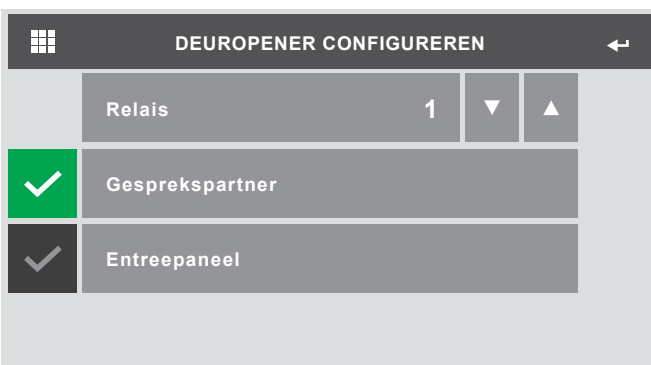 DEUROPENER CONFIGUREREN
Relais 1
Gesprekspartner
Entreepaneel